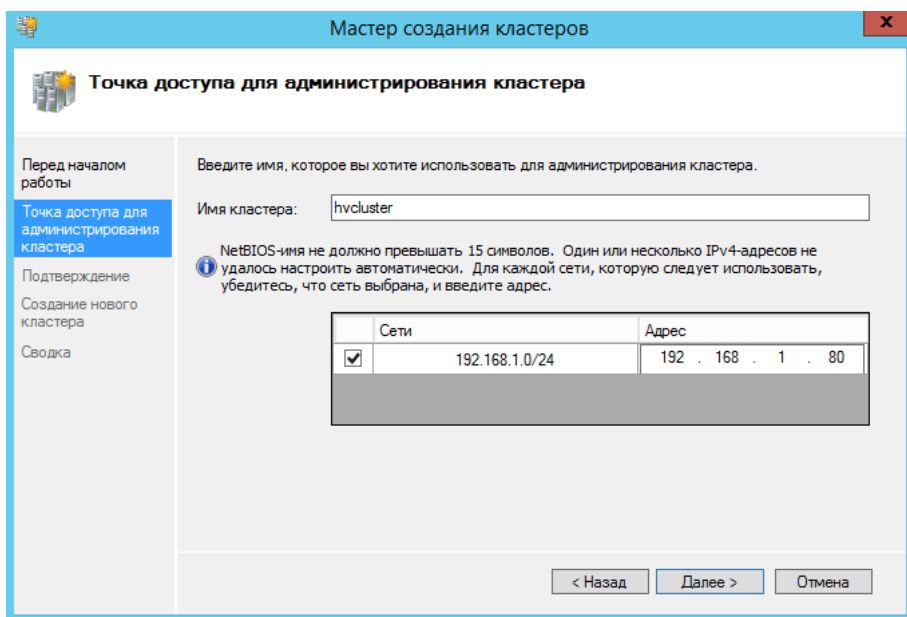 Мастер создания кластеров
x
Точка доступа для администрирования кластера
Перед началом
работы
Точка доступа для
администрирования
кластера
Подтверждение
Создание нового
кластера
Сводка
Введите имя, которое вы хотите использовать для администрирования кластера.
Имя кластера: hvcluster
NetBIOS-имя не должно превышать 15 символов. Один или несколько IPv4-адресов не
удалось настроить автоматически. Для каждой сети, которую следует использовать,
убедитесь, что сеть выбрана, и введите адрес.
Сети Адрес
192.168.1.0/24 192 . 168 . 1 . 80
< Назад Далее > Отмена